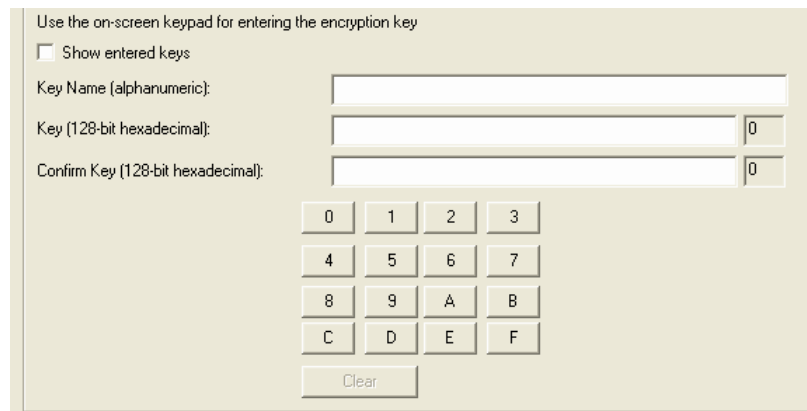 Use the on-screen keypad for entering the encryption key
Show entered keys
Key Name (alphanumeric):
Key (128-bit hexadecimal): 0
Confirm Key (128-bit hexadecimal): 0
0 1 2 3
4 5 6 7
8 9 A B
C D E F
Clear